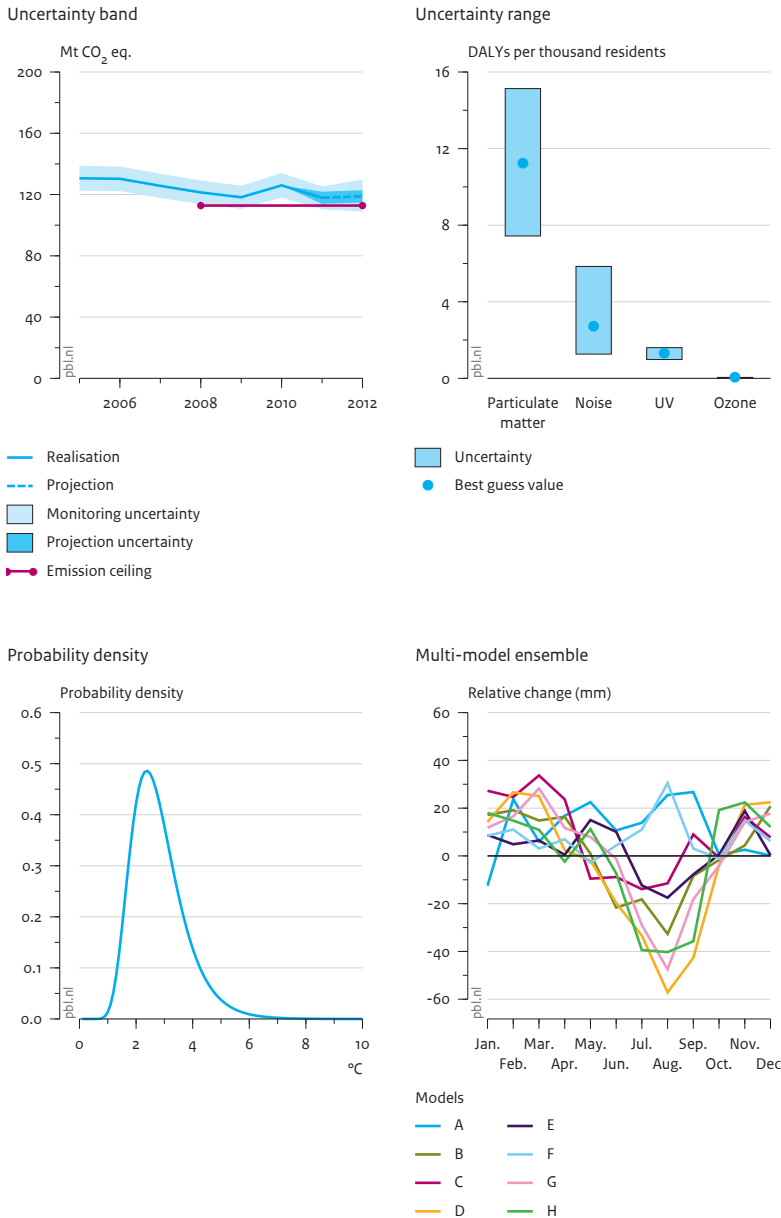 Uncertainty band
Mt CO2 eq.
200
160
120
80
40
0
pbl.nl
2006 2008 2010 2012
Realisation
Projection
Monitoring uncertainty
Projection uncertainty
Emission ceiling
Uncertainty range
DALYs per thousand residents
16
12
8
4
0
pbl.nl
Particulate matter Noise UV Ozone
Uncertainty
Best guess value
Probability density
Probability density
0.6
0.5
0.4
0.3
0.2
0.1
0.0
pbl.nl
0 2 4 6 8 10
°C
Multi-model ensemble
Relative change (mm)
60
40
20
0
-20
-40
-60
pbl.nl
Jan. Mar. May. Jul. Sep. Nov.
Feb. Apr. Jun. Aug. Oct. Dec
Models
A E
B F
C G
D H